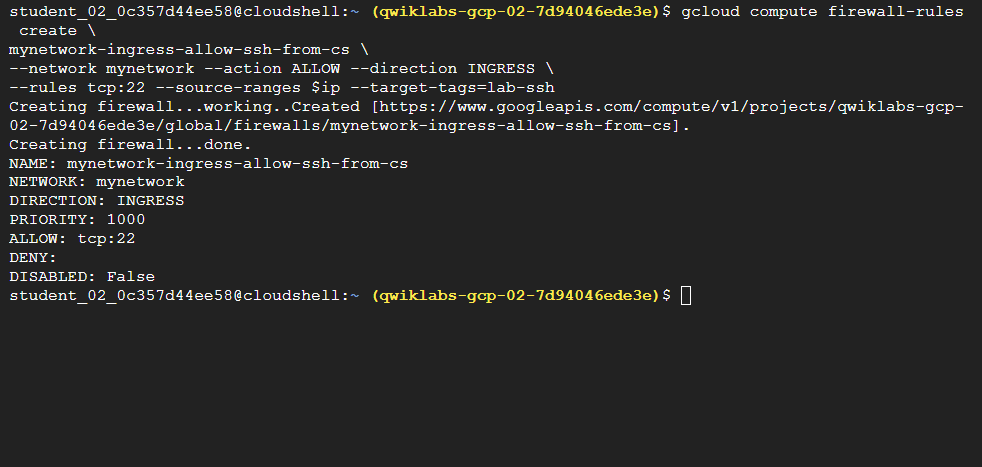 student_02_0c357d44ee58@cloudshell:~ (qwiklabs-gcp-02-7d94046ede3e)$ gcloud compute firewall-rules
 create \
mynetwork-ingress-allow-ssh-from-cs \
--network mynetwork --action ALLOW --direction INGRESS \
--rules tcp:22 --source-ranges $ip --target-tags=lab-ssh
Creating firewall...working..Created [https://www.googleapis.com/compute/v1/projects/qwiklabs-gcp-
02-7d94046ede3e/global/firewalls/mynetwork-ingress-allow-ssh-from-cs].
Creating firewall...done.
NAME: mynetwork-ingress-allow-ssh-from-cs
NETWORK: mynetwork
DIRECTION: INGRESS
PRIORITY: 1000
ALLOW: tcp:22
DENY:
DISABLED: False
student_02_0c357d44ee58@cloudshell:~ (qwiklabs-gcp-02-7d94046ede3e)$